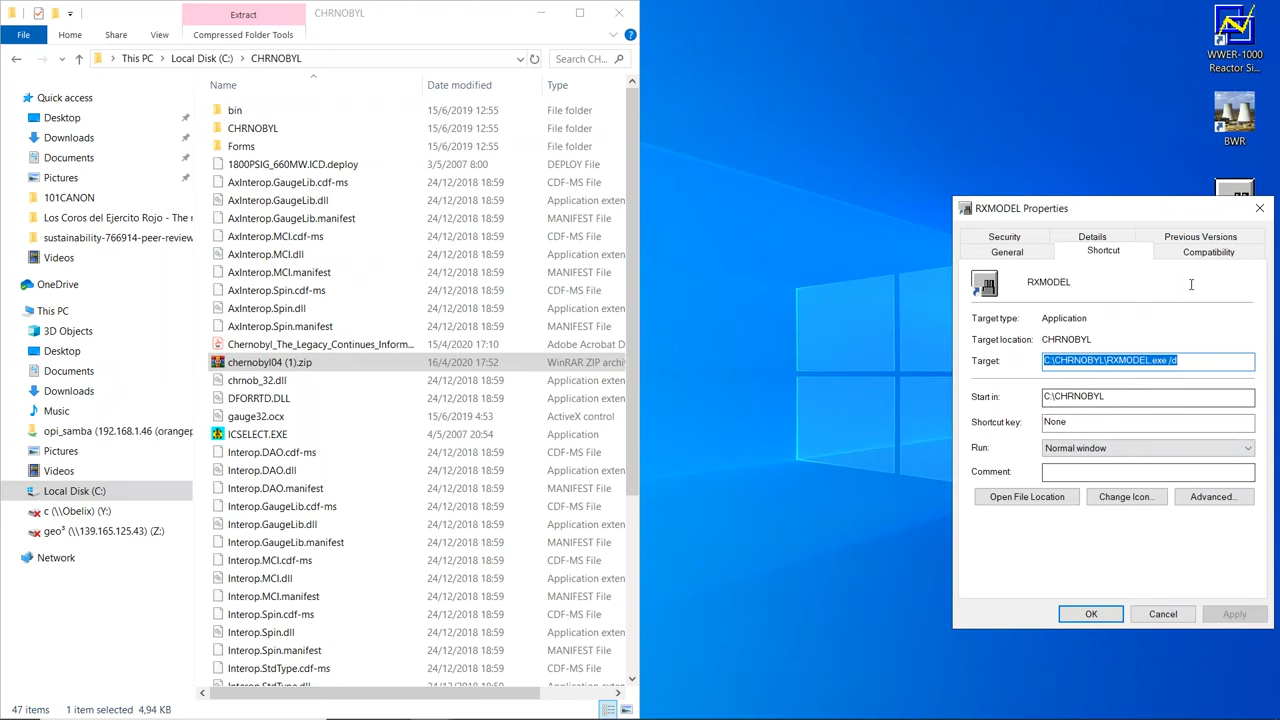 Extract
CHRNOBYL
File
Home
Share
View
Compressed Folder Tools
This PC
Local Disk (C:)
CHRNOBYL
Search CH...
Name
Date modified
Type
Quick access
Desktop
Downloads
Documents
Pictures
101CANON
Los Coros del Ejercito Rojo - The r
sustainability-766914-peer-review
Videos
OneDrive
This PC
3D Objects
Desktop
Documents
Downloads
Music
opi_samba (192.168.1.46 (orangep
Pictures
Videos
Local Disk (C:)
c (\\Obelix) (Y:)
geo³ (\\139.165.125.43) (Z:)
Network
bin 15/6/2019 12:55 File folder
CHRNOBYL 15/6/2019 12:55 File folder
Forms 15/6/2019 12:55 File folder
1800PSIG_660MW.ICD.deploy 3/5/2007 8:00 DEPLOY File
AxInterop.GaugeLib.cdf-ms 24/12/2018 18:59 CDF-MS File
AxInterop.GaugeLib.dll 24/12/2018 18:59 Application exten
AxInterop.GaugeLib.manifest 24/12/2018 18:59 MANIFEST File
AxInterop.MCI.cdf-ms 24/12/2018 18:59 CDF-MS File
AxInterop.MCI.dll 24/12/2018 18:59 Application exten
AxInterop.MCI.manifest 24/12/2018 18:59 MANIFEST File
AxInterop.Spin.cdf-ms 24/12/2018 18:59 CDF-MS File
AxInterop.Spin.dll 24/12/2018 18:59 Application exten
AxInterop.Spin.manifest 24/12/2018 18:59 MANIFEST File
Chernobyl_The_Legacy_Continues_Inform... 15/4/2020 17:10 Adobe Acrobat D
chernobyl04 (1).zip 16/4/2020 17:52 WinRAR ZIP archi
chrnob_32.dll 24/12/2018 18:59 Application exten
DFORRTD.DLL 24/12/2018 18:59 Application exten
gauge32.ocx 15/6/2019 4:53 ActiveX control
ICSELECT.EXE 4/5/2007 20:54 Application
Interop.DAO.cdf-ms 24/12/2018 18:59 CDF-MS File
Interop.DAO.dll 24/12/2018 18:59 Application exten
Interop.DAO.manifest 24/12/2018 18:59 MANIFEST File
Interop.GaugeLib.cdf-ms 24/12/2018 18:59 CDF-MS File
Interop.GaugeLib.dll 24/12/2018 18:59 Application exten
Interop.GaugeLib.manifest 24/12/2018 18:59 MANIFEST File
Interop.MCI.cdf-ms 24/12/2018 18:59 CDF-MS File
Interop.MCI.dll 24/12/2018 18:59 Application exten
Interop.MCI.manifest 24/12/2018 18:59 MANIFEST File
Interop.Spin.cdf-ms 24/12/2018 18:59 CDF-MS File
Interop.Spin.dll 24/12/2018 18:59 Application exten
Interop.Spin.manifest 24/12/2018 18:59 MANIFEST File
Interop.StdType.cdf-ms 24/12/2018 18:59 CDF-MS File
Interop.StdType.dll 24/12/2018 18:59 Application exten
47 items 1 item selected 4,94 KB
WWER-1000
Reactor Si...
BWR
RXMODEL Properties
Security
Details
Previous Versions
General
Shortcut
Compatibility
RXMODEL
Target type: Application
Target location: CHRNOBYL
Target: C:\CHRNOBYL\RXMODEL.exe /d
Start in: C:\CHRNOBYL
Shortcut key: None
Run: Normal window
Comment:
Open File Location
Change Icon...
Advanced...
OK
Cancel
Apply